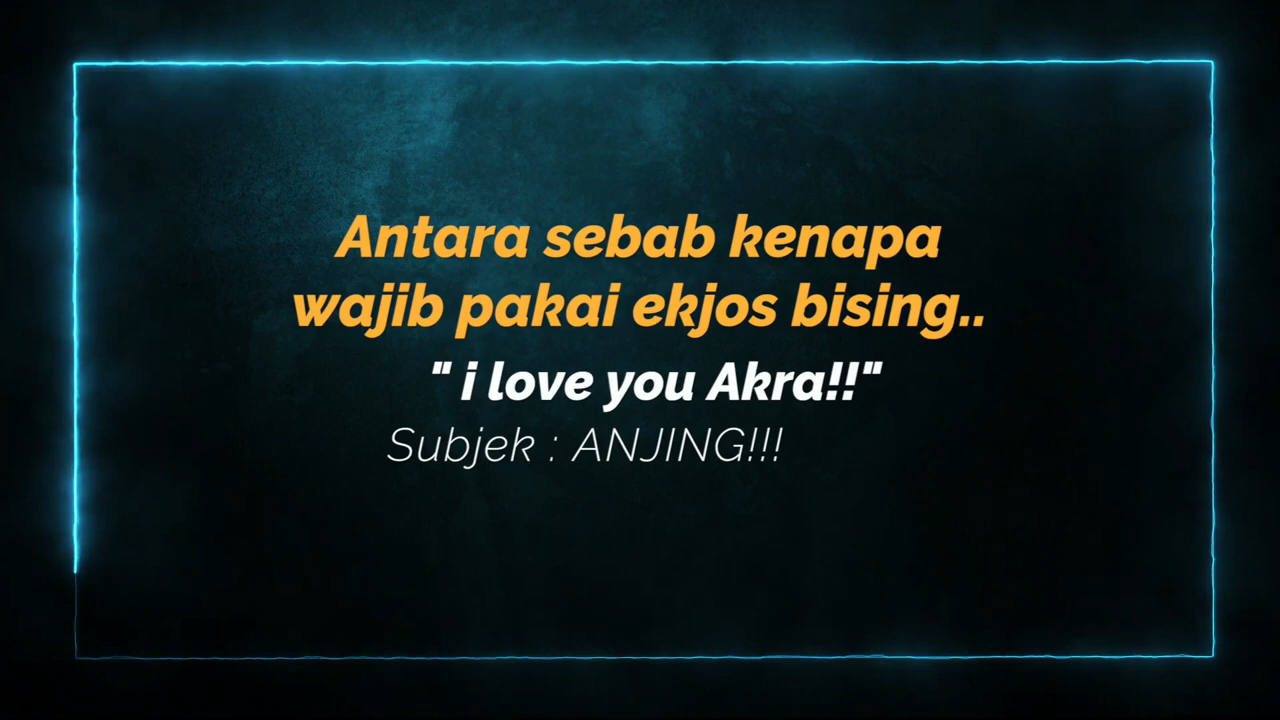 Antara sebab kenapa
wajib pakai ekjos bising..
" i love you Akra!!"
Subjek : ANJING!!!